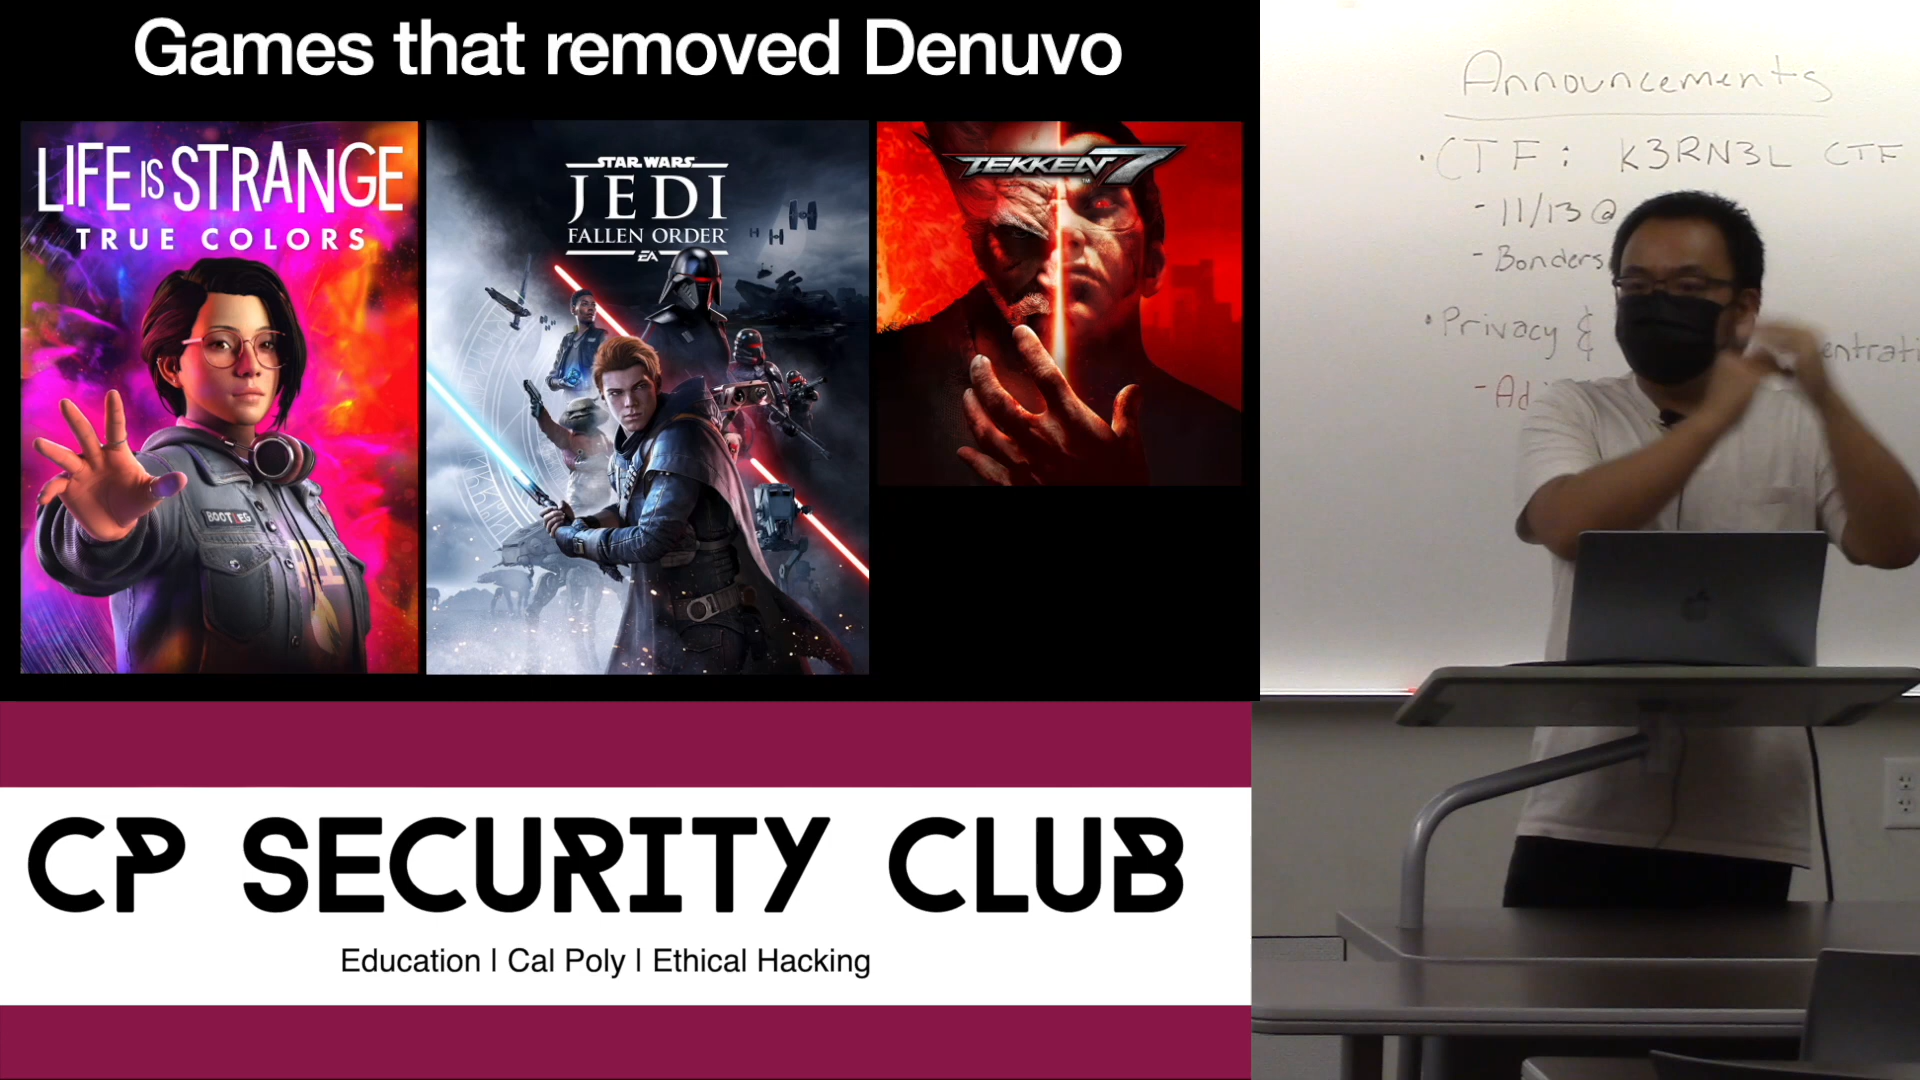 Games that removed Denuvo
LIFE IS STRANGE
TRUE COLORS
BOOTLEG
STAR WARS
JEDI
FALLEN ORDER
EA
TEKKEN 7
CP SECURITY CLUB
Education | Cal Poly | Ethical Hacking
Announcements
· CTF: K3RN3L CTF
- 11/13 @
- Bonders
· Privacy &